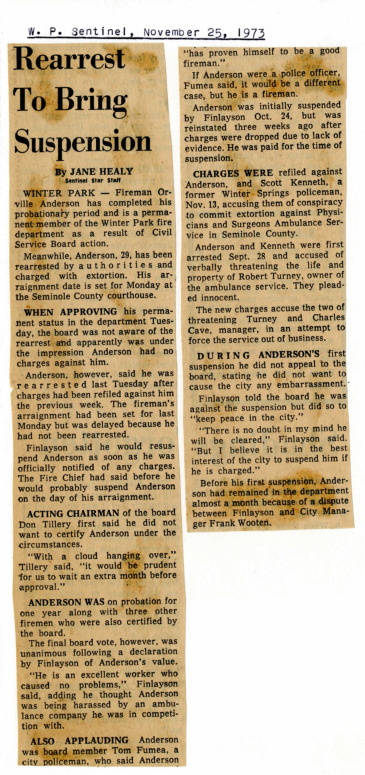 W. P. Sentinel, November 25, 1973
Rearrest
To Bring
Suspension
By JANE HEALY
Sentinel Star Staff
WINTER PARK — Fireman Or-
ville Anderson has completed his
probationary period and is a perma-
nent member of the Winter Park fire
department as a result of Civil
Service Board action.
Meanwhile, Anderson, 29, has been
rearrested by authorities and
charged with extortion. His ar-
raignment date is set for Monday at
the Seminole County courthouse.
WHEN APPROVING his perma-
nent status in the department Tues-
day, the board was not aware of the
rearrest and apparently was under
the impression Anderson had no
charges against him.
Anderson, however, said he was
rearrested last Tuesday after
charges had been refiled against him
the previous week. The fireman's
arraignment had been set for last
Monday but was delayed because he
had not been rearrested.
Finlayson said he would resus-
pend Anderson as soon as he was
officially notified of any charges.
The Fire Chief had said before he
would probably suspend Anderson
on the day of his arraignment.
ACTING CHAIRMAN of the board
Don Tillery first said he did not
want to certify Anderson under the
circumstances.
"With a cloud hanging over,"
Tillery said, "it would be prudent
for us to wait an extra month before
approval."
ANDERSON WAS on probation for
one year along with three other
firemen who were also certified by
the board.
The final board vote, however, was
unanimous following a declaration
by Finlayson of Anderson's value.
"He is an excellent worker who
caused no problems," Finlayson
said, adding he thought Anderson
was being harassed by an ambu-
lance company he was in competi-
tion with.
ALSO APPLAUDING Anderson
was board member Tom Fumea, a
city policeman, who said Anderson
"has proven himself to be a good
fireman."
If Anderson were a police officer,
Fumea said, it would be a different
case, but he is a fireman.
Anderson was initially suspended
by Finlayson Oct. 24, but was
reinstated three weeks ago after
charges were dropped due to lack of
evidence. He was paid for the time of
suspension.
CHARGES WERE refiled against
Anderson, and Scott Kenneth, a
former Winter Springs policeman,
Nov. 13, accusing them of conspiracy
to commit extortion against Physi-
cians and Surgeons Ambulance Ser-
vice in Seminole County.
Anderson and Kenneth were first
arrested Sept. 28 and accused of
verbally threatening the life and
property of Robert Turney, owner of
the ambulance service. They plead-
ed innocent.
The new charges accuse the two of
threatening Turney and Charles
Cave, manager, in an attempt to
force the service out of business.
DURING ANDERSON'S first
suspension he did not appeal to the
board, stating he did not want to
cause the city any embarrassment.
Finlayson told the board he was
against the suspension but did so to
"keep peace in the city."
"There is no doubt in my mind he
will be cleared," Finlayson said.
"But I believe it is in the best
interest of the city to suspend him if
he is charged."
Before his first suspension, Ander-
son had remained in the department
almost a month because of a dispute
between Finlayson and City Mana-
ger Frank Wooten.